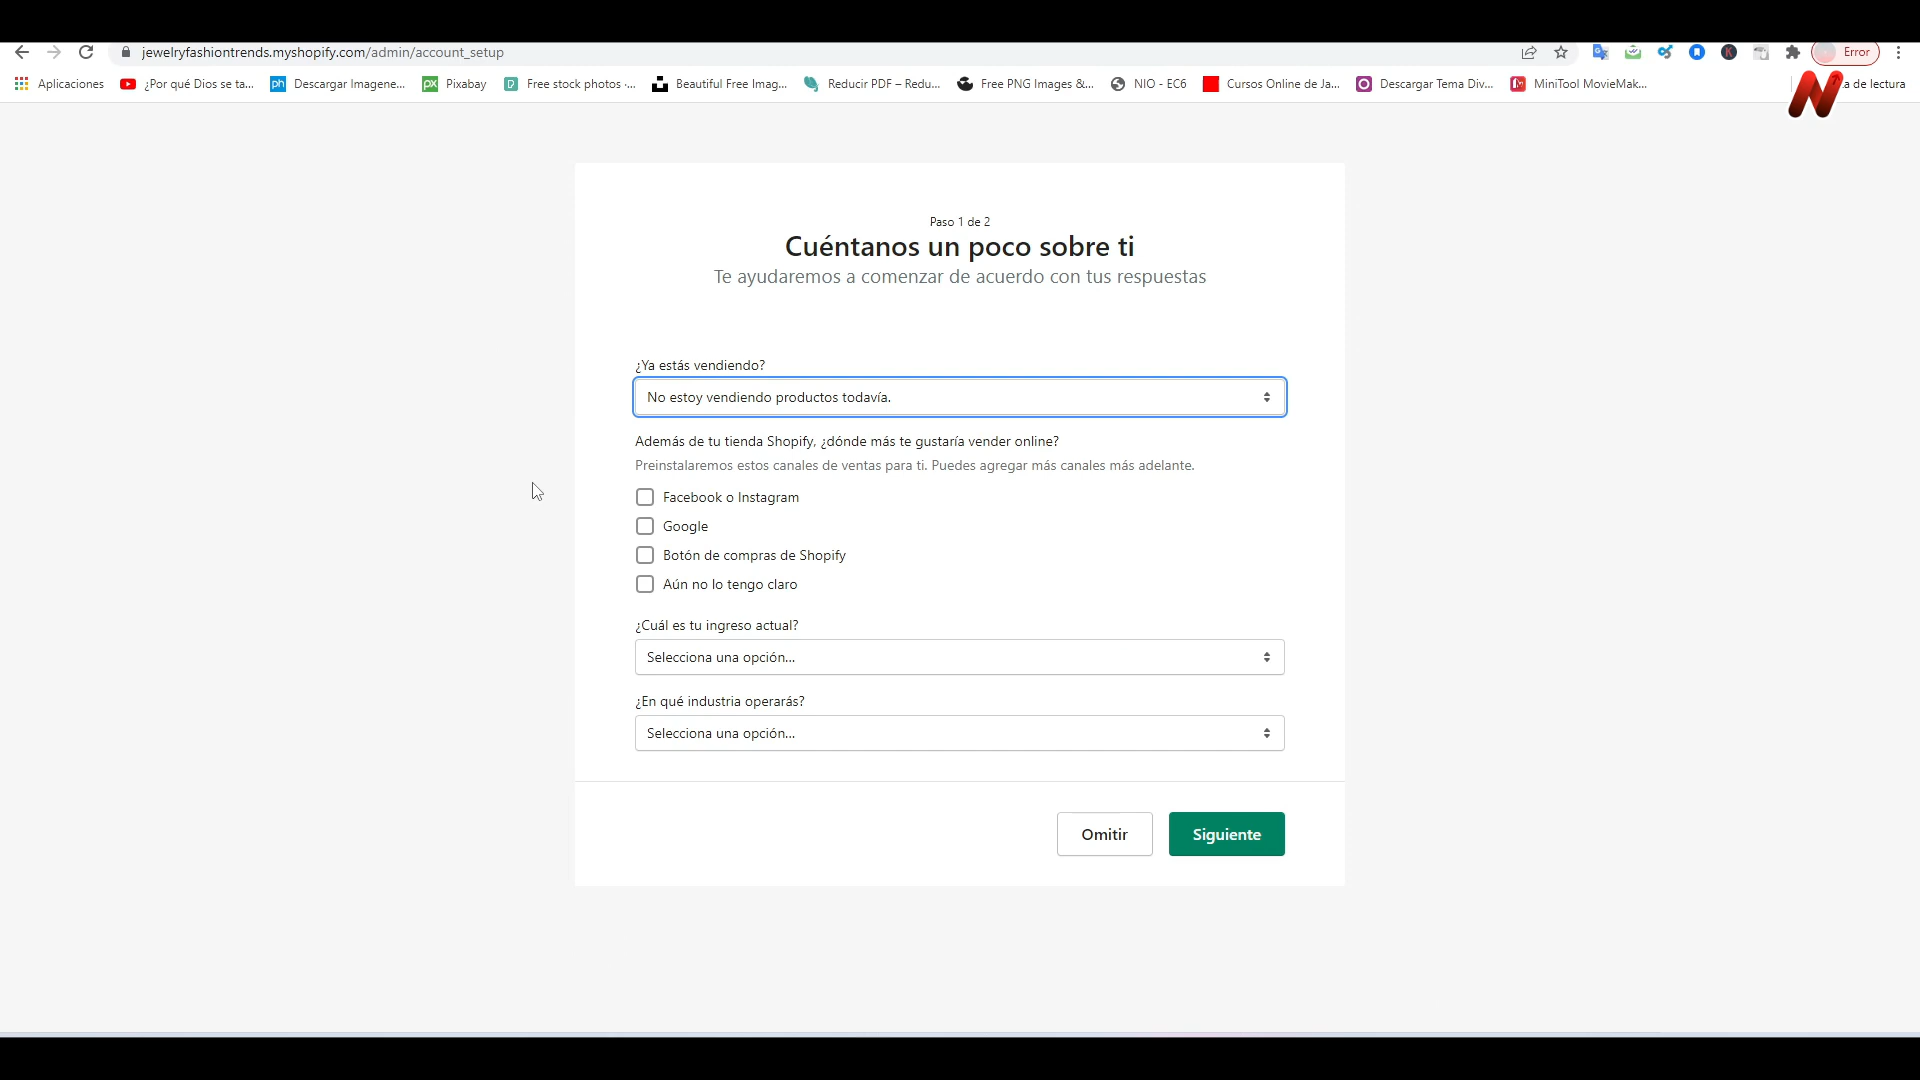 jewelryfashiontrends.myshopify.com/admin/account_setup
Error
Aplicaciones
¿Por qué Dios se ta...
ph Descargar Imagene...
px Pixabay
Free stock photos ·...
Beautiful Free Imag...
Reducir PDF – Redu...
Free PNG Images &...
NIO - EC6
Cursos Online de Ja...
Descargar Tema Div...
MiniTool MovieMak...
a de lectura
Paso 1 de 2
Cuéntanos un poco sobre ti
Te ayudaremos a comenzar de acuerdo con tus respuestas
¿Ya estás vendiendo?
No estoy vendiendo productos todavía.
Además de tu tienda Shopify, ¿dónde más te gustaría vender online?
Preinstalaremos estos canales de ventas para ti. Puedes agregar más canales más adelante.
Facebook o Instagram
Google
Botón de compras de Shopify
Aún no lo tengo claro
¿Cuál es tu ingreso actual?
Selecciona una opción...
¿En qué industria operarás?
Selecciona una opción...
Omitir
Siguiente